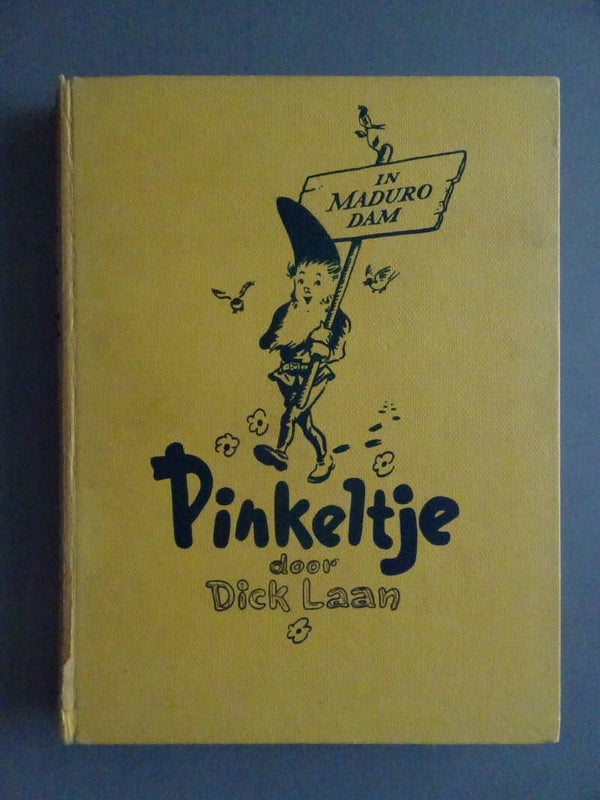 IN
MADURO
DAM
Pinkeltje
door
Dick Laan